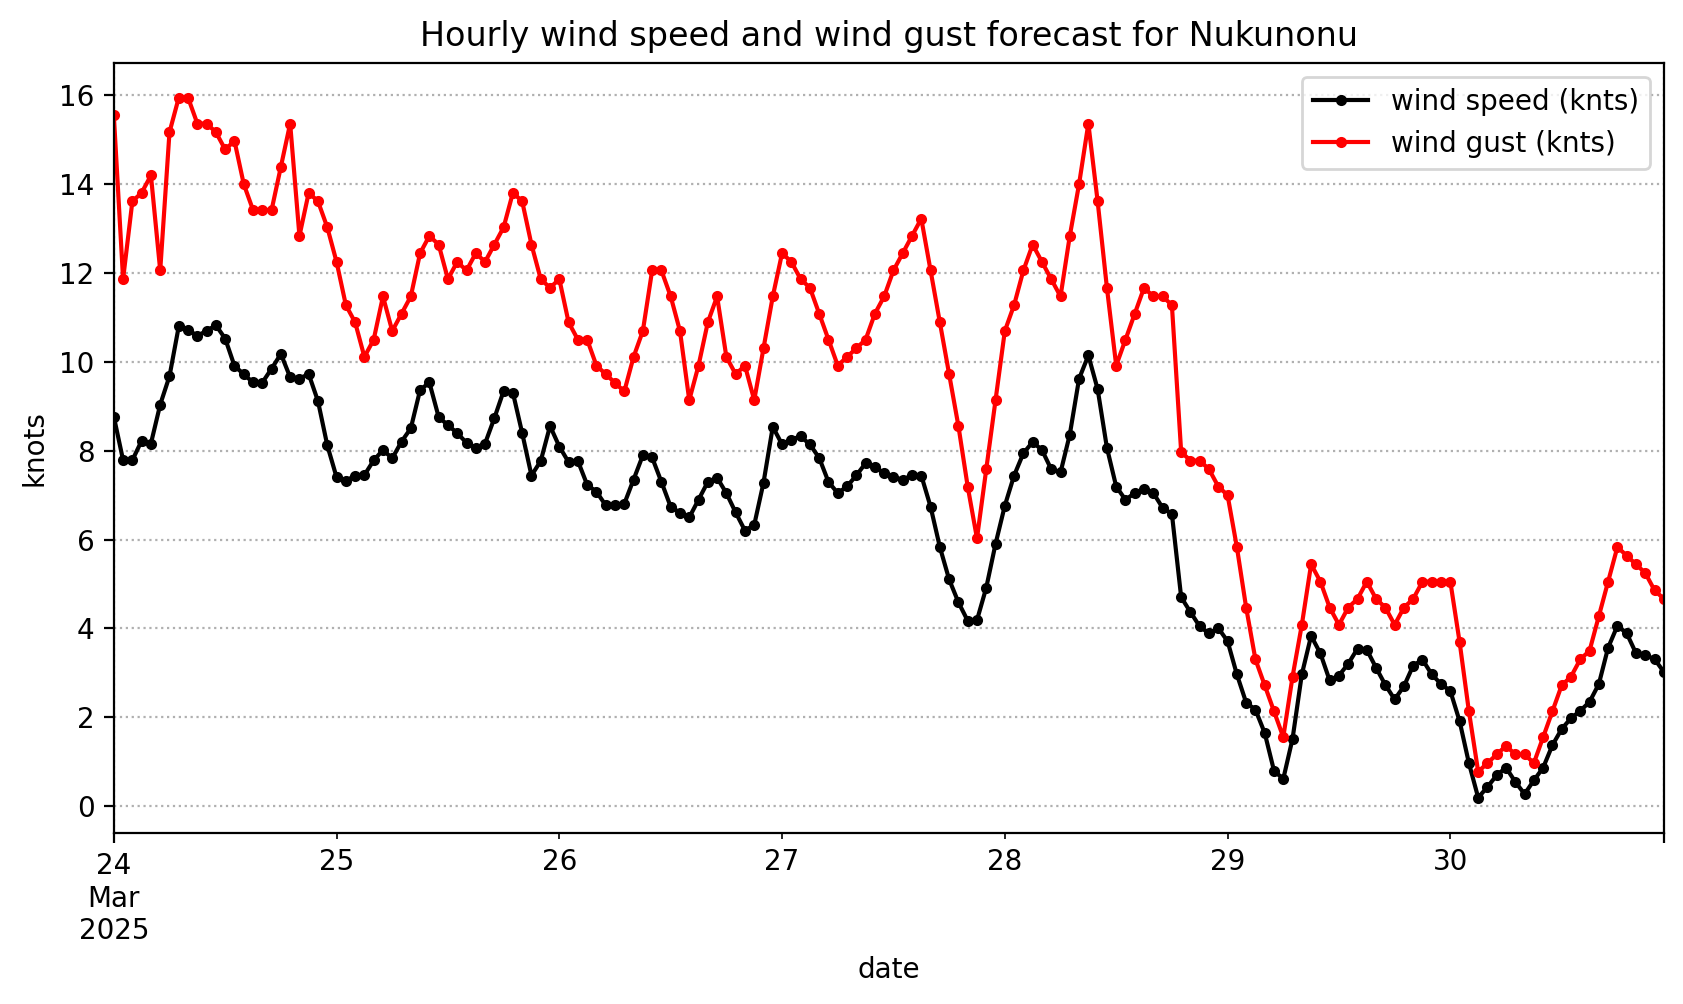 Hourly wind speed and wind gust forecast for Nukunonu
wind speed (knts)
wind gust (knts)
16
14
12
10
8
6
4
2
0
knots
24 25 26 27 28 29 30
Mar
2025
date